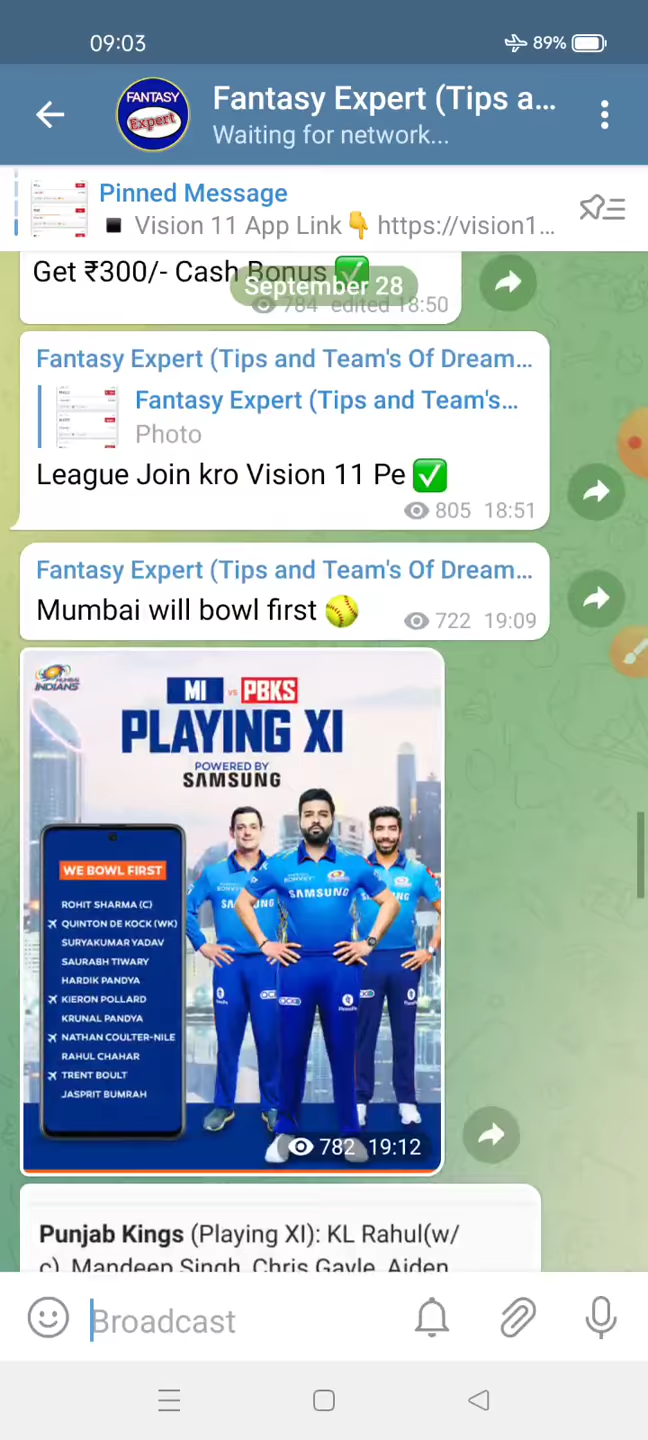 09:03
89%
FANTASY
Expert
Fantasy Expert (Tips a...
Waiting for network...
Pinned Message
Vision 11 App Link👇 https://vision1...
Get ₹300/- Cash Bonus ✅
September 28
784 edited 18:50
Fantasy Expert (Tips and Team's Of Dream...
Fantasy Expert (Tips and Team's...
Photo
League Join kro Vision 11 Pe ✅
805 18:51
Fantasy Expert (Tips and Team's Of Dream...
Mumbai will bowl first 🥎
722 19:09
MUMBAI
INDIANS
MI vs PBKS
PLAYING XI
POWERED BY
SAMSUNG
WE BOWL FIRST
ROHIT SHARMA (C)
QUINTON DE KOCK (WK)
SURYAKUMAR YADAV
SAURABH TIWARY
HARDIK PANDYA
KIERON POLLARD
KRUNAL PANDYA
NATHAN COULTER-NILE
RAHUL CHAHAR
TRENT BOULT
JASPRIT BUMRAH
SAMSUNG
782 19:12
Punjab Kings (Playing XI): KL Rahul(w/
c), Mandeep Singh, Chris Gayle, Aiden
Broadcast